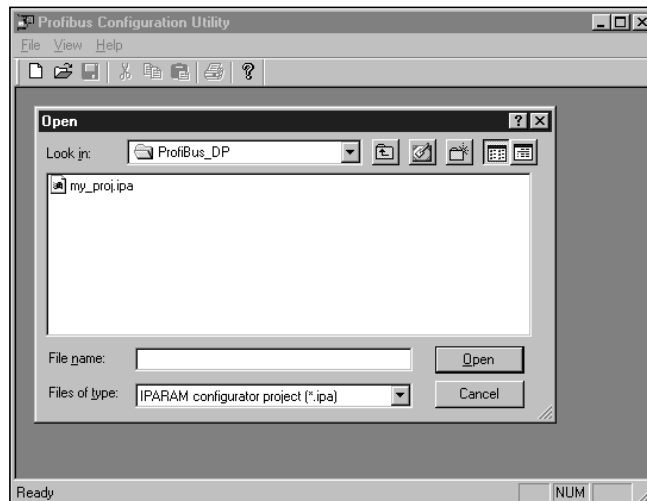 Profibus Configuration Utility
File View Help
Open
Look in: ProfiBus_DP
my_proj.ipa
File name: Open
Files of type: IPARAM configurator project (*.ipa) Cancel
Ready NUM